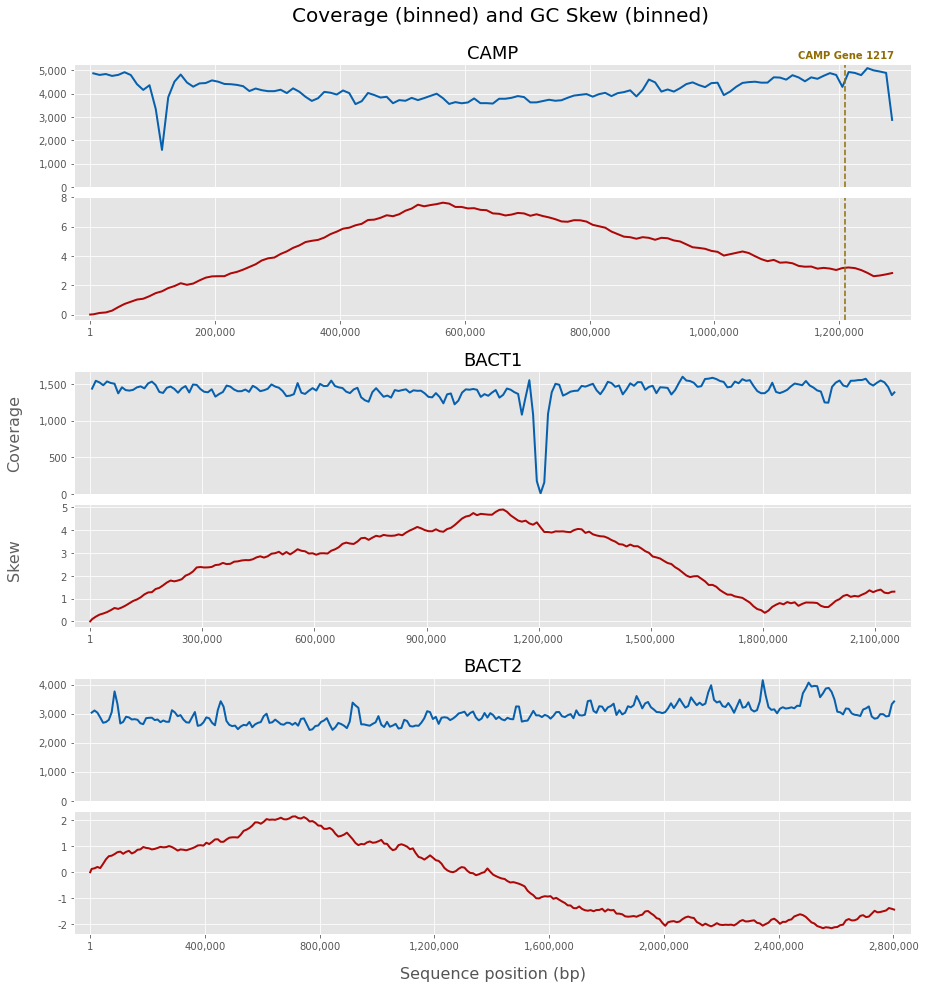 Coverage (binned) and GC Skew (binned)
CAMP
CAMP Gene 1217
5,000
4,000
3,000
2,000
1,000
0
8
6
4
2
0
1 200,000 400,000 600,000 800,000 1,000,000 1,200,000
BACT1
Coverage
1,500
1,000
500
0
Skew
5
4
3
2
1
0
1 300,000 600,000 900,000 1,200,000 1,500,000 1,800,000 2,100,000
BACT2
4,000
3,000
2,000
1,000
0
2
1
0
-1
-2
1 400,000 800,000 1,200,000 1,600,000 2,000,000 2,400,000 2,800,000
Sequence position (bp)